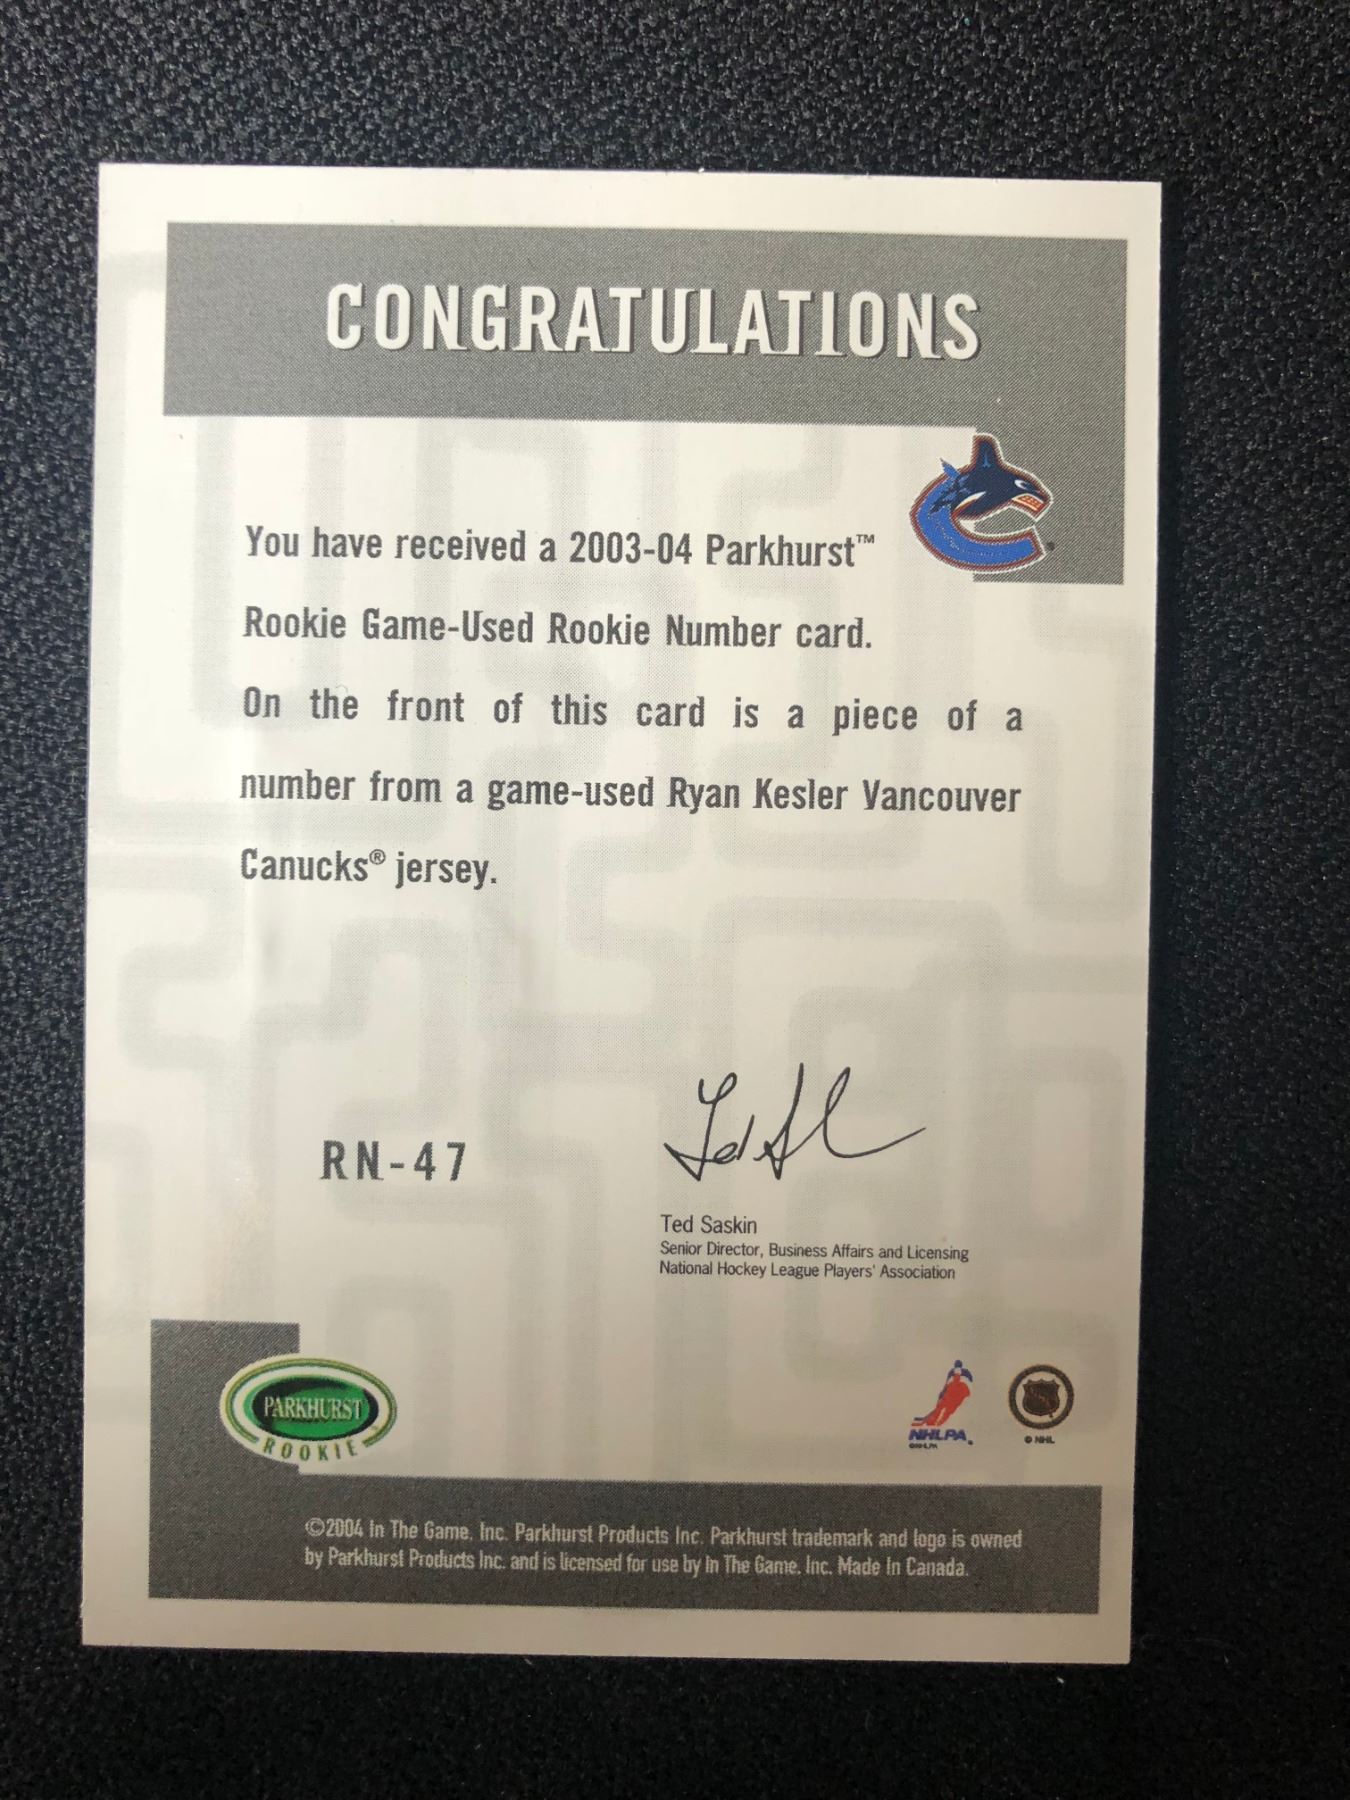 CONGRATULATIONS
You have received a 2003-04 Parkhurst™
Rookie Game-Used Rookie Number card.
On the front of this card is a piece of a
number from a game-used Ryan Kesler Vancouver
Canucks® jersey.
RN-47
Ted Saskin
Senior Director, Business Affairs and Licensing
National Hockey League Players' Association
PARKHURST
ROOKIE
NHLPA
© NHL
©2004 In The Game, Inc. Parkhurst Products Inc. Parkhurst trademark and logo is owned
by Parkhurst Products Inc. and is licensed for use by In The Game, Inc. Made In Canada.